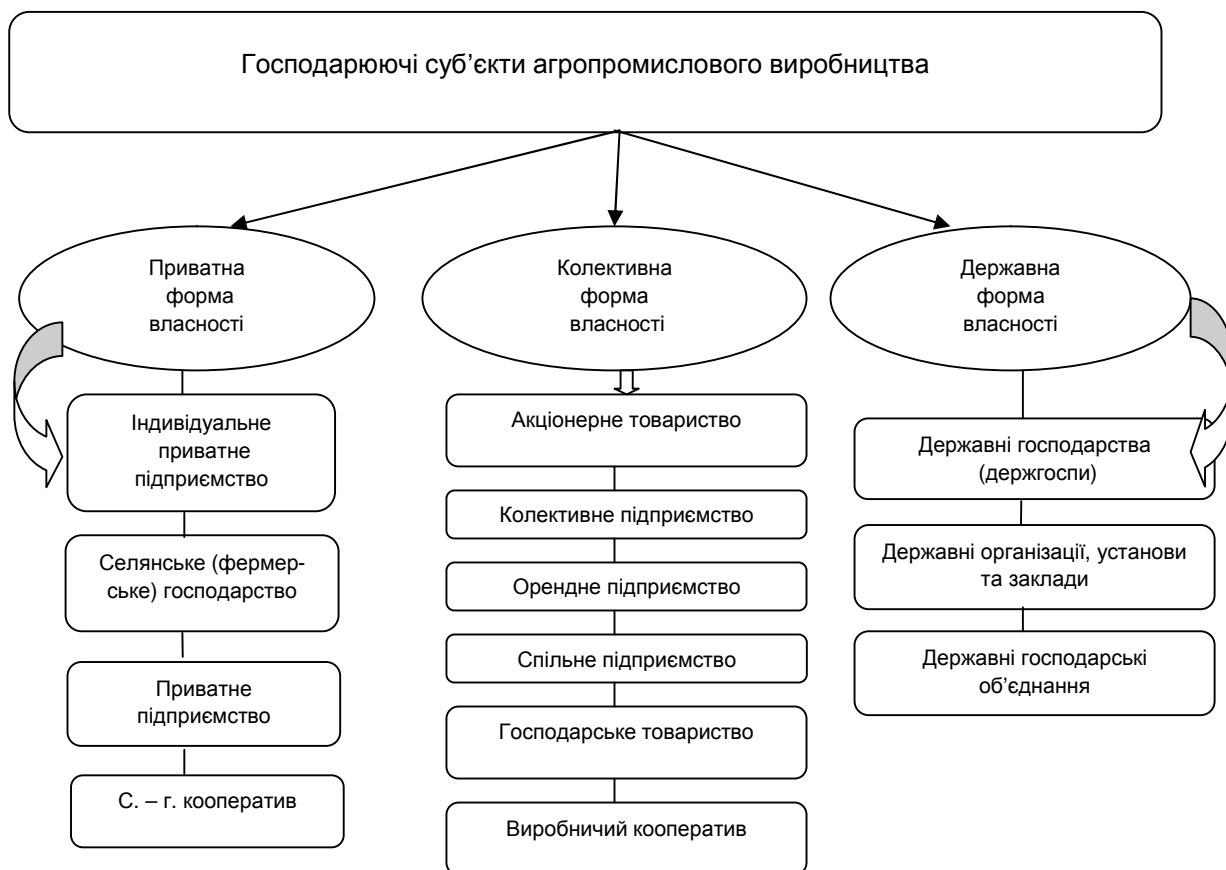 Господарюючі суб’єкти агропромислового виробництва
Приватна
форма
власності
Індивідуальне
приватне
підприємство
Селянське (фермер-
ське) господарство
Приватне
підприємство
С. – г. кооператив
Колективна
форма
власності
Акціонерне товариство
Колективне підприємство
Орендне підприємство
Спільне підприємство
Господарське товариство
Виробничий кооператив
Державна
форма
власності
Державні господарства
(держгоспи)
Державні організації, установи
та заклади
Державні господарські
об’єднання